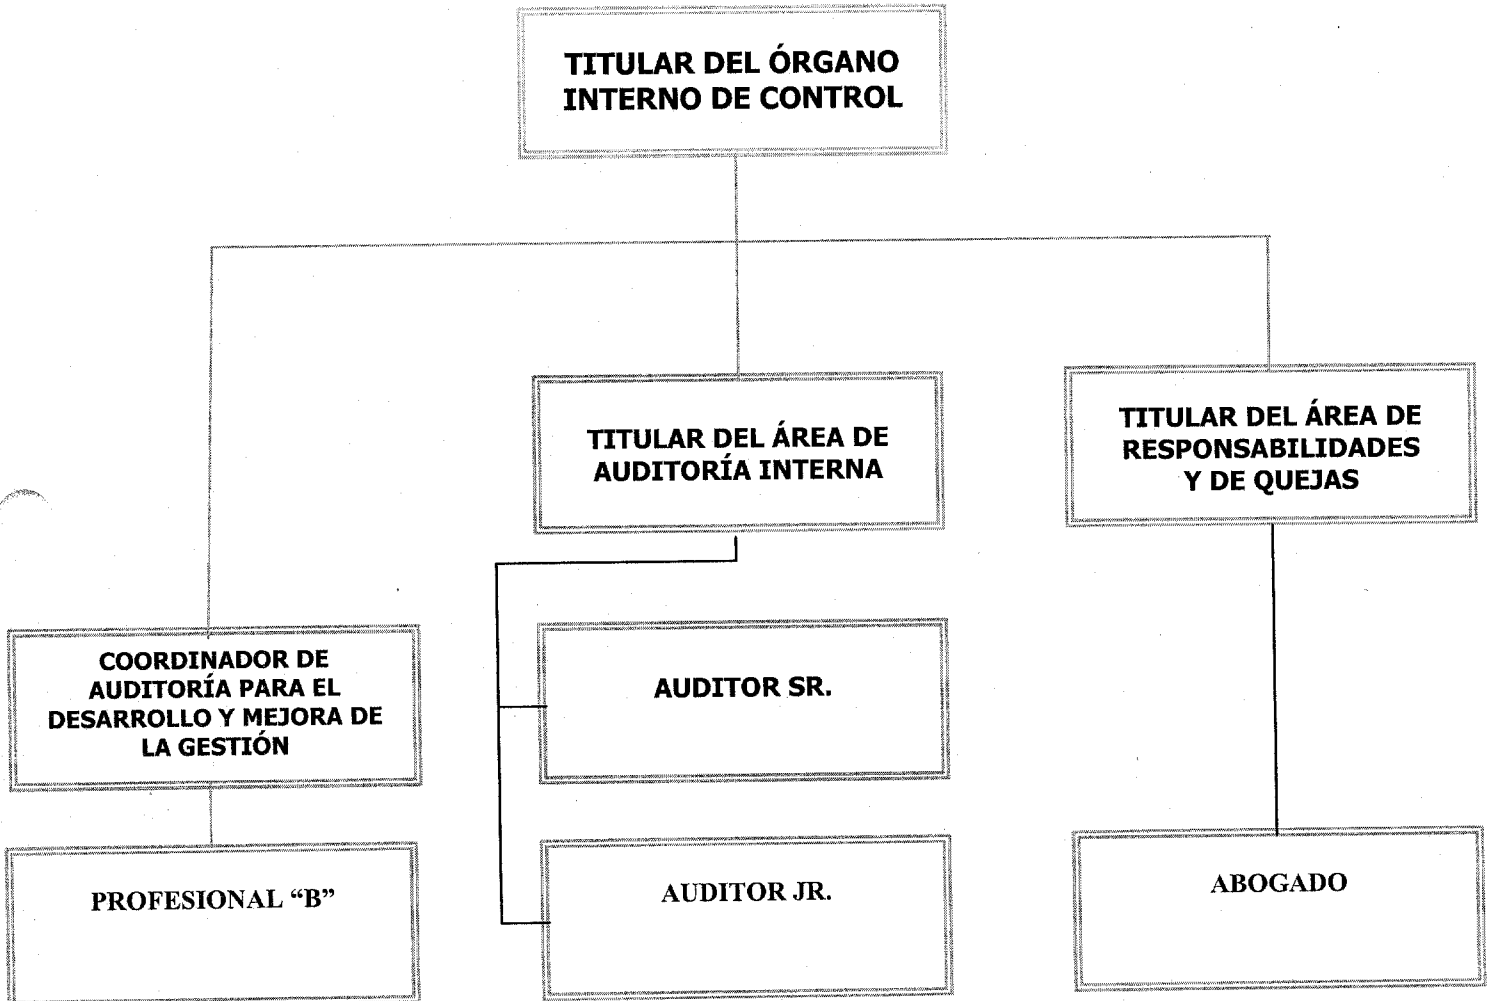 TITULAR DEL ÓRGANO
INTERNO DE CONTROL
TITULAR DEL ÁREA DE
AUDITORÍA INTERNA
TITULAR DEL ÁREA DE
RESPONSABILIDADES
Y DE QUEJAS
COORDINADOR DE
AUDITORÍA PARA EL
DESARROLLO Y MEJORA DE
LA GESTIÓN
AUDITOR SR.
PROFESIONAL “B”
AUDITOR JR.
ABOGADO